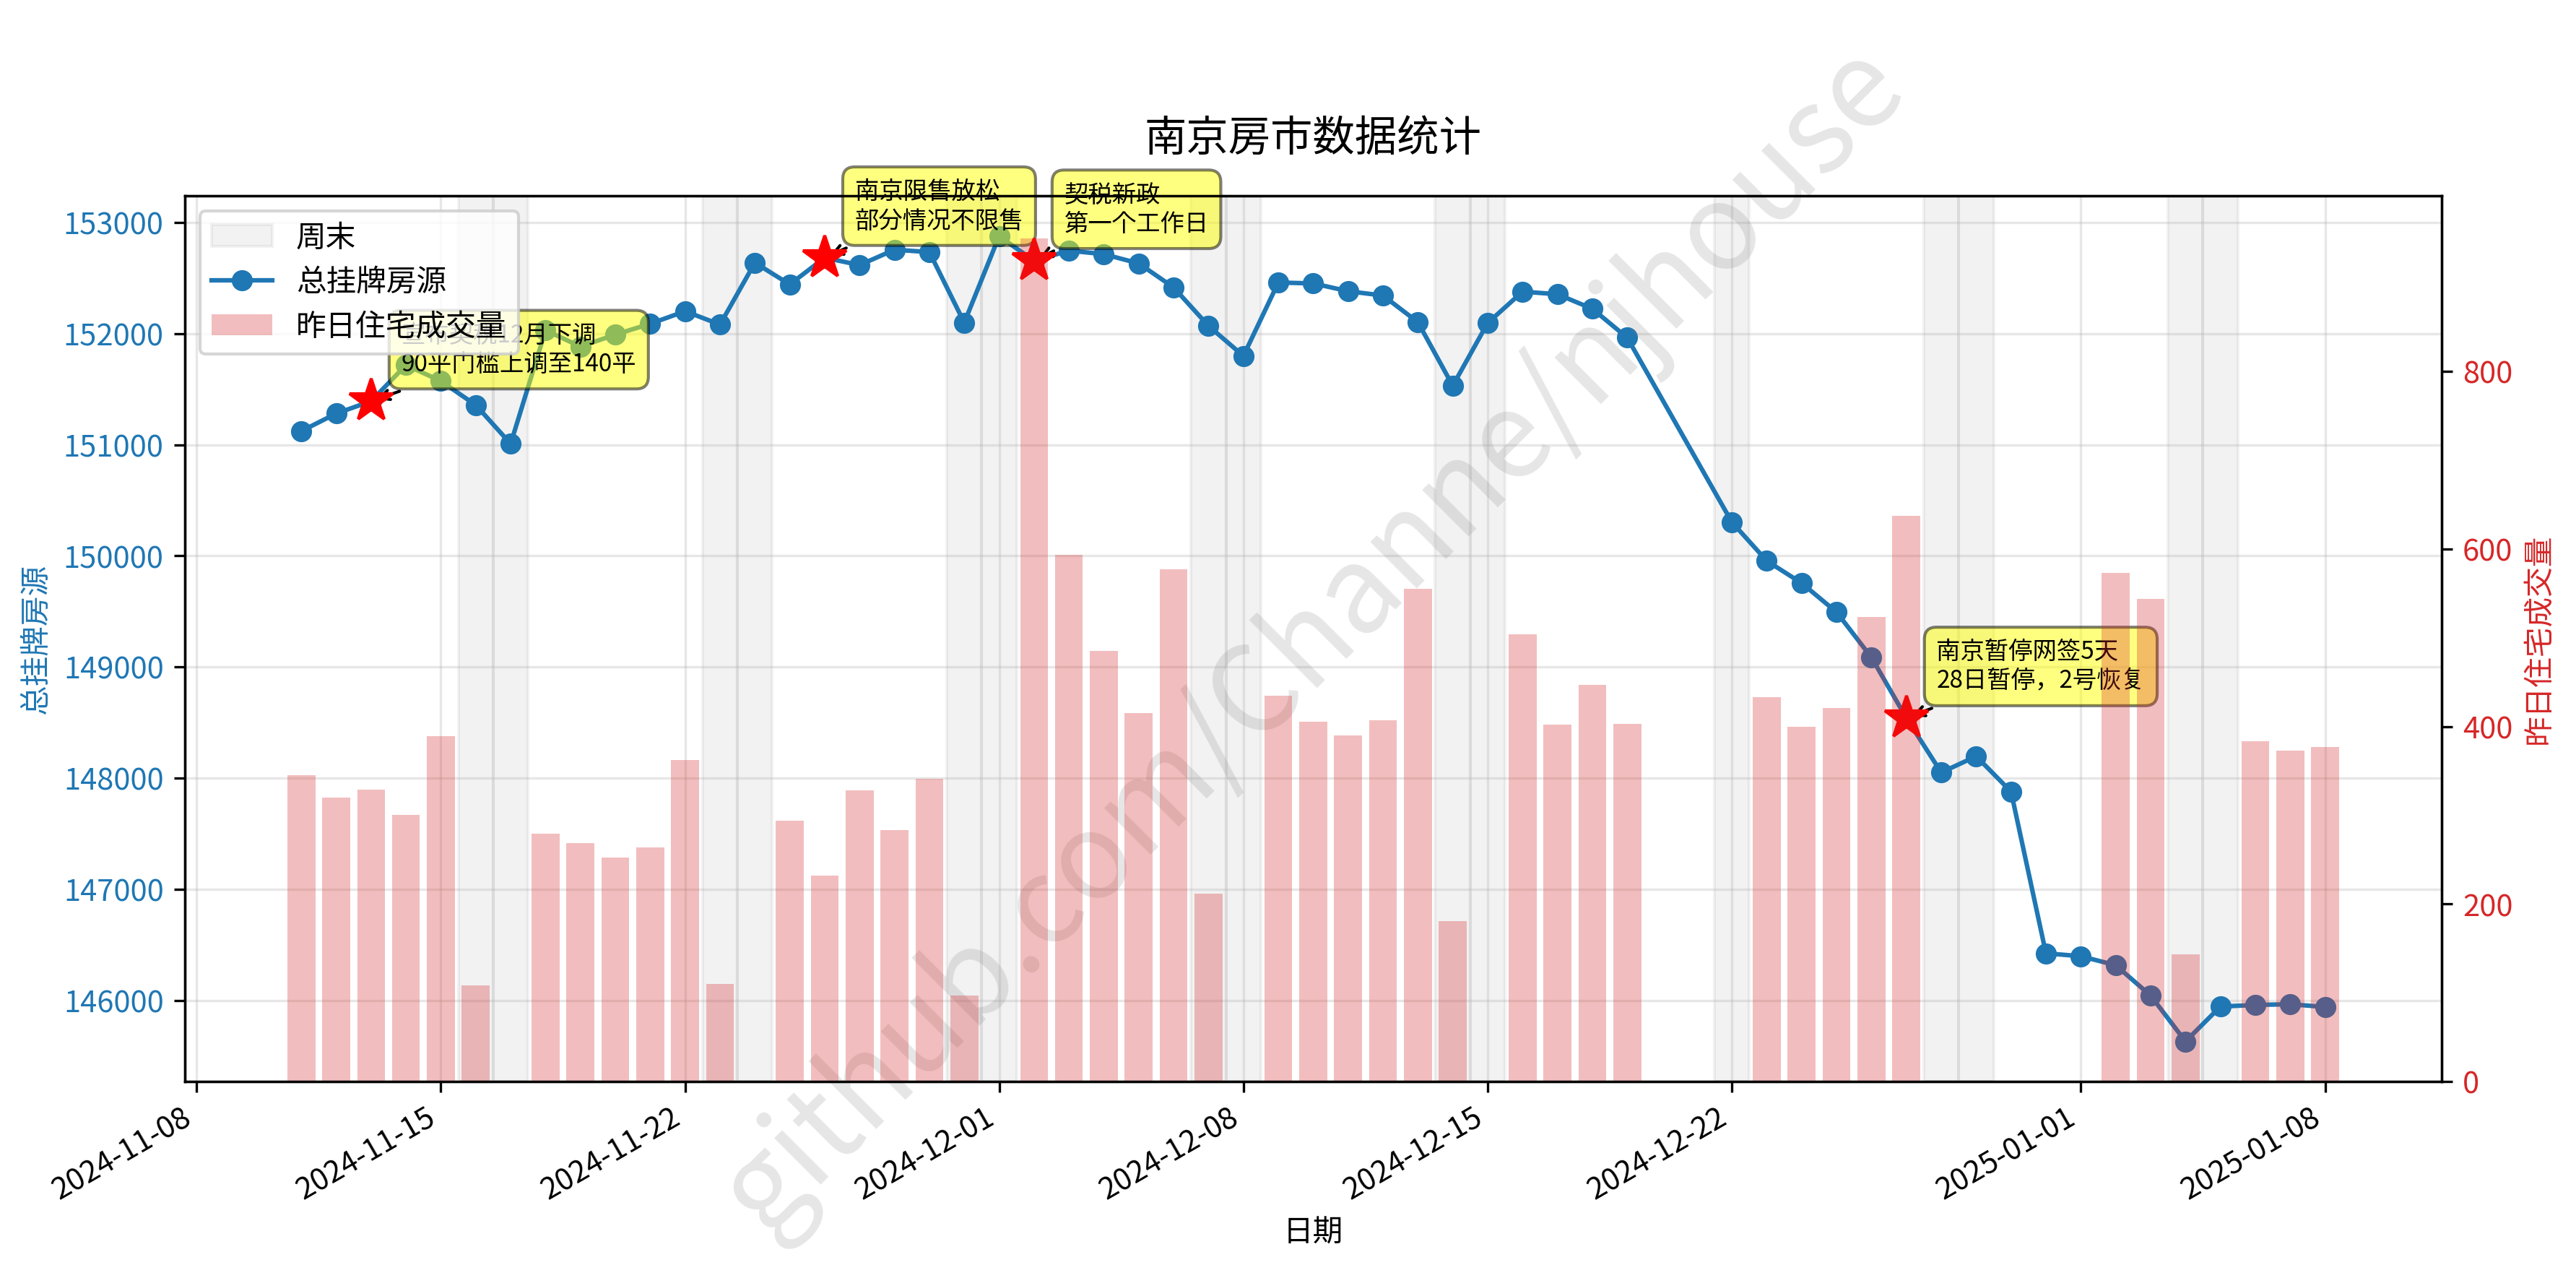 南京房市数据统计
南京限售放松
部分情况不限售
契税新政
第一个工作日
周末
总挂牌房源
昨日住宅成交量
12月下调
90平门槛上调至140平
南京暂停网签5天
28日暂停，2号恢复
153000
152000
151000
150000
149000
148000
147000
146000
总挂牌房源
800
600
400
200
0
昨日住宅成交量
2024-11-08
2024-11-15
2024-11-22
2024-12-01
2024-12-08
2024-12-15
2024-12-22
2025-01-01
2025-01-08
日期
github.com/Channe/njhouse